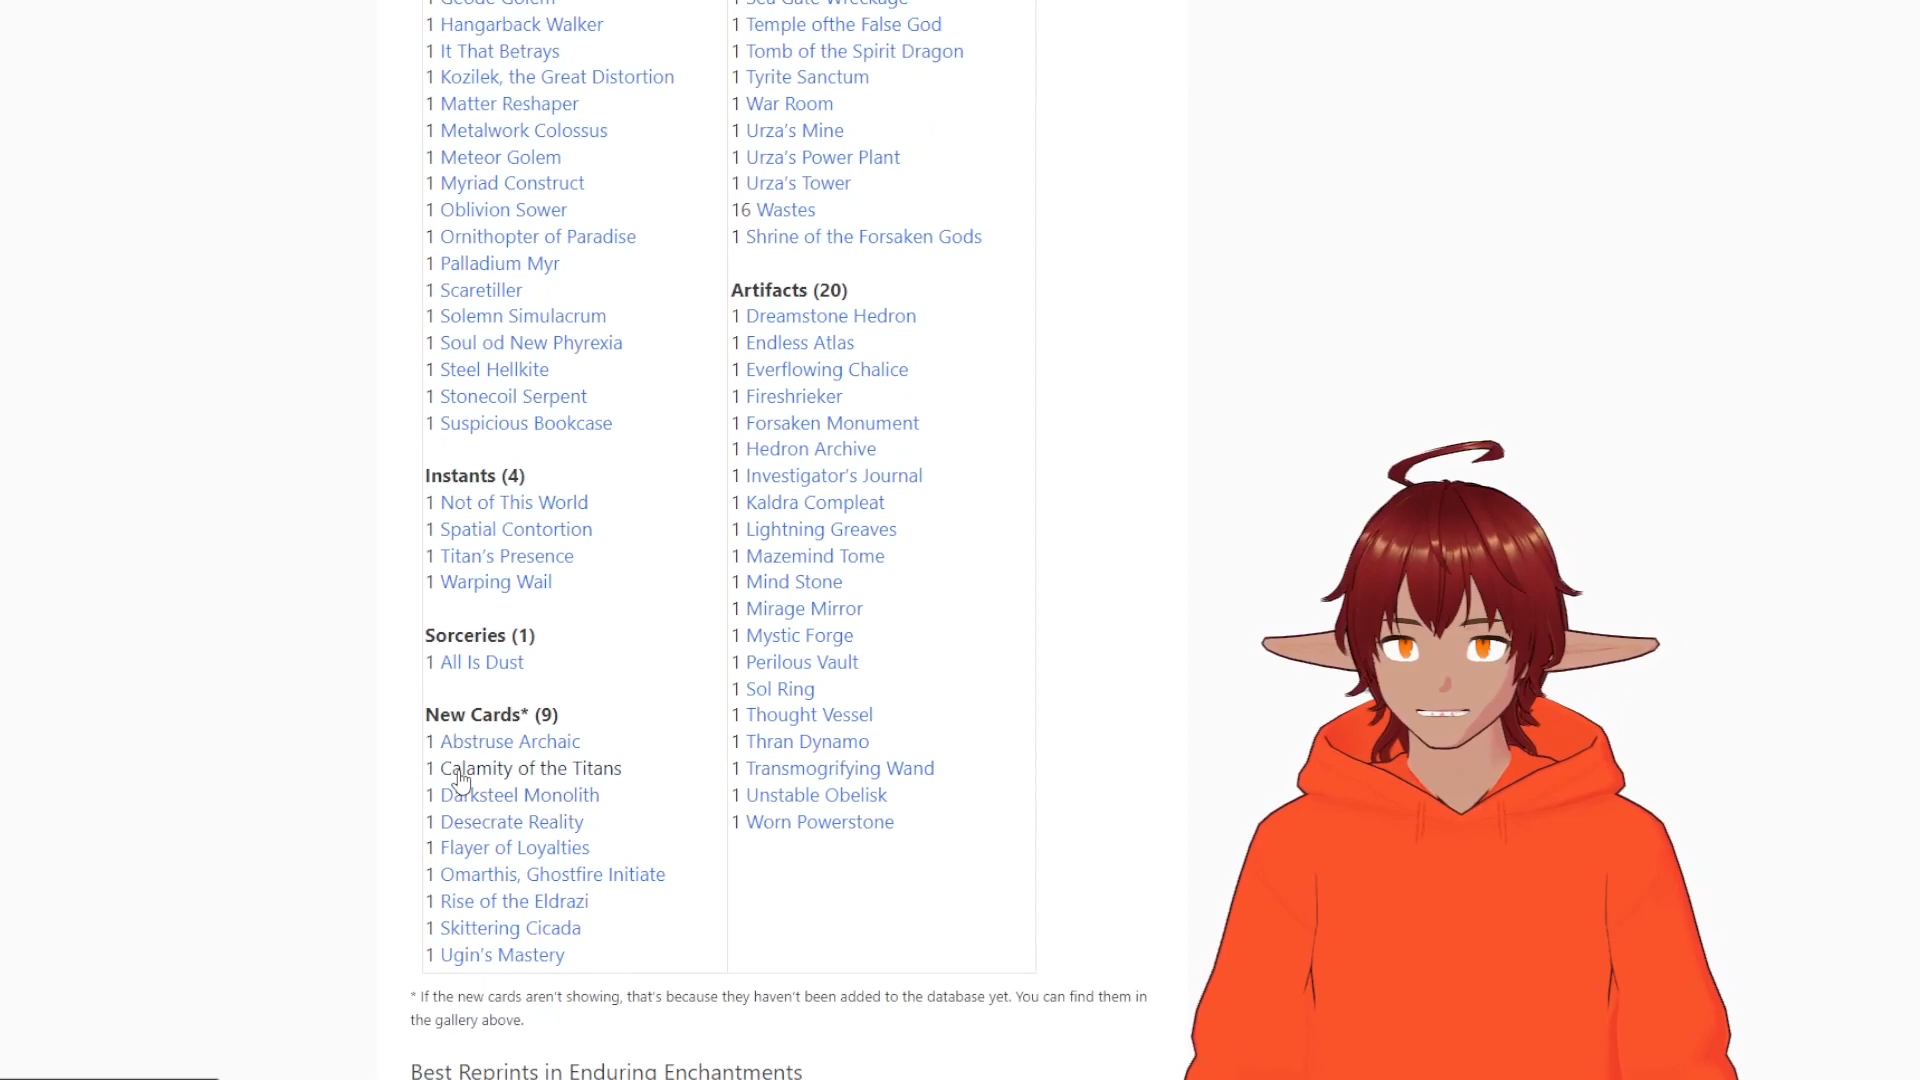 1 Geode Golem
1 Hangarback Walker
1 It That Betrays
1 Kozilek, the Great Distortion
1 Matter Reshaper
1 Metalwork Colossus
1 Meteor Golem
1 Myriad Construct
1 Oblivion Sower
1 Ornithopter of Paradise
1 Palladium Myr
1 Scaretiller
1 Solemn Simulacrum
1 Soul od New Phyrexia
1 Steel Hellkite
1 Stonecoil Serpent
1 Suspicious Bookcase
Instants (4)
1 Not of This World
1 Spatial Contortion
1 Titan's Presence
1 Warping Wail
Sorceries (1)
1 All Is Dust
New Cards* (9)
1 Abstruse Archaic
1 Calamity of the Titans
1 Darksteel Monolith
1 Desecrate Reality
1 Flayer of Loyalties
1 Omarthis, Ghostfire Initiate
1 Rise of the Eldrazi
1 Skittering Cicada
1 Ugin's Mastery
1 Sea Gate Wreckage
1 Temple ofthe False God
1 Tomb of the Spirit Dragon
1 Tyrite Sanctum
1 War Room
1 Urza's Mine
1 Urza's Power Plant
1 Urza's Tower
16 Wastes
1 Shrine of the Forsaken Gods
Artifacts (20)
1 Dreamstone Hedron
1 Endless Atlas
1 Everflowing Chalice
1 Fireshrieker
1 Forsaken Monument
1 Hedron Archive
1 Investigator's Journal
1 Kaldra Compleat
1 Lightning Greaves
1 Mazemind Tome
1 Mind Stone
1 Mirage Mirror
1 Mystic Forge
1 Perilous Vault
1 Sol Ring
1 Thought Vessel
1 Thran Dynamo
1 Transmogrifying Wand
1 Unstable Obelisk
1 Worn Powerstone
* If the new cards aren't showing, that's because they haven't been added to the database yet. You can find them in
the gallery above.
Best Reprints in Enduring Enchantments